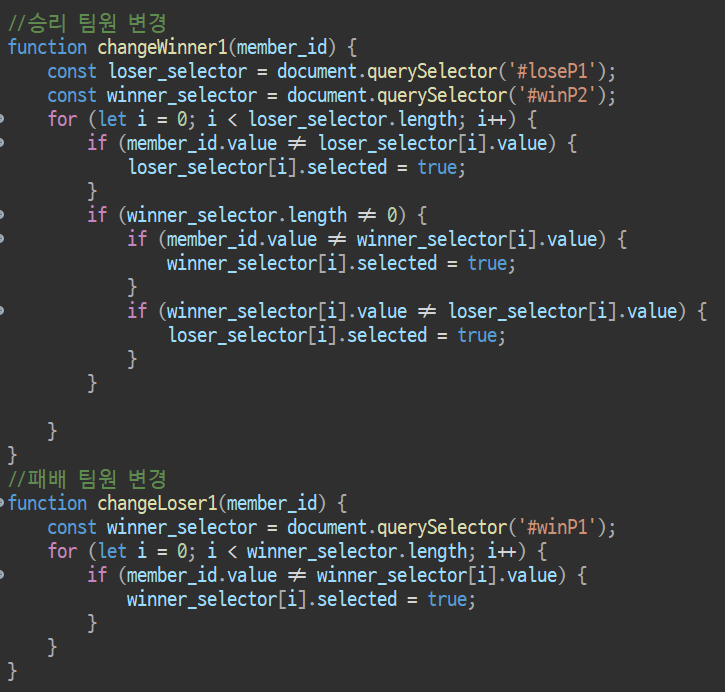 //승리 팀원 변경
function changeWinner1(member_id) {
    const loser_selector = document.querySelector('#loseP1');
    const winner_selector = document.querySelector('#winP2');
    for (let i = 0; i < loser_selector.length; i++) {
        if (member_id.value != loser_selector[i].value) {
            loser_selector[i].selected = true;
        }
        if (winner_selector.length != 0) {
            if (member_id.value != winner_selector[i].value) {
                winner_selector[i].selected = true;
            }
            if (winner_selector[i].value != loser_selector[i].value) {
                loser_selector[i].selected = true;
            }
        }

    }
}
//패배 팀원 변경
function changeLoser1(member_id) {
    const winner_selector = document.querySelector('#winP1');
    for (let i = 0; i < winner_selector.length; i++) {
        if (member_id.value != winner_selector[i].value) {
            winner_selector[i].selected = true;
        }
    }
}